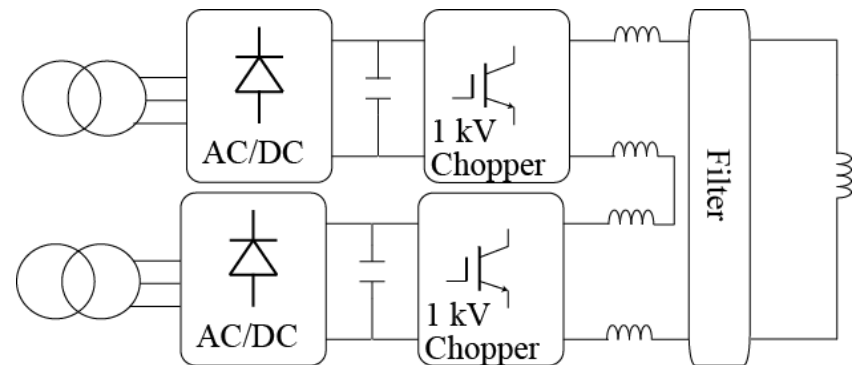 AC/DC
1 kV
Chopper
Filter
AC/DC
1 kV
Chopper